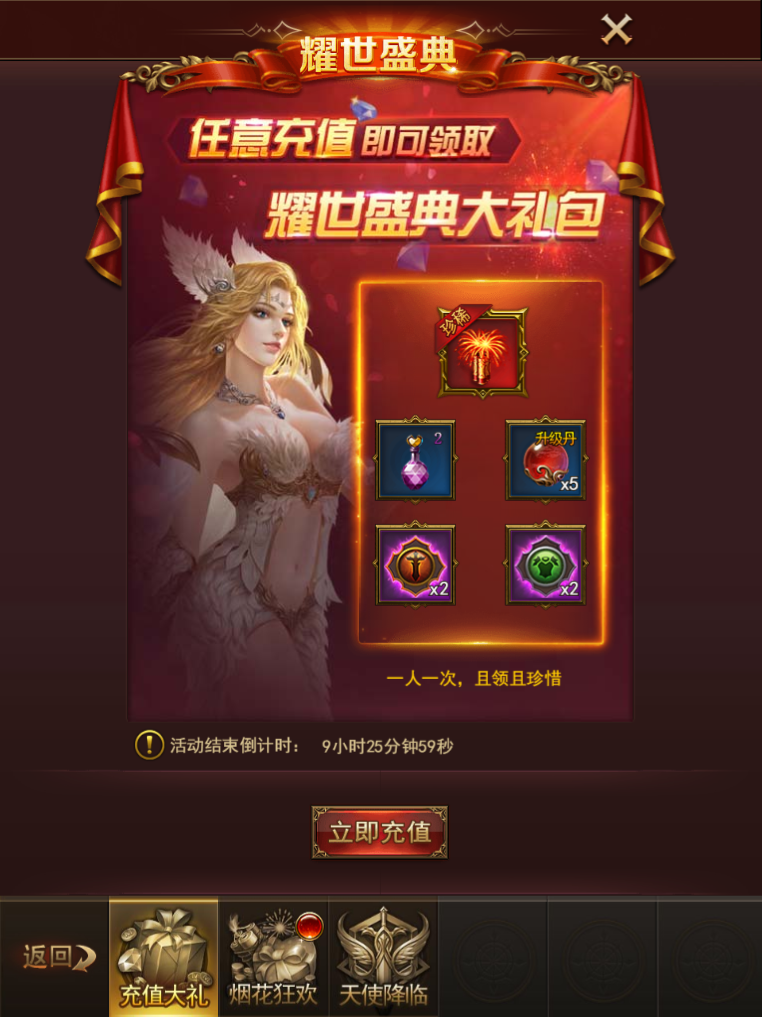 耀世盛典
任意充值即可领取
耀世盛典大礼包
珍稀
2
升级丹
x5
x2
x2
一人一次，且领且珍惜
活动结束倒计时： 9小时25分钟59秒
立即充值
返回
充值大礼
烟花狂欢
天使降临